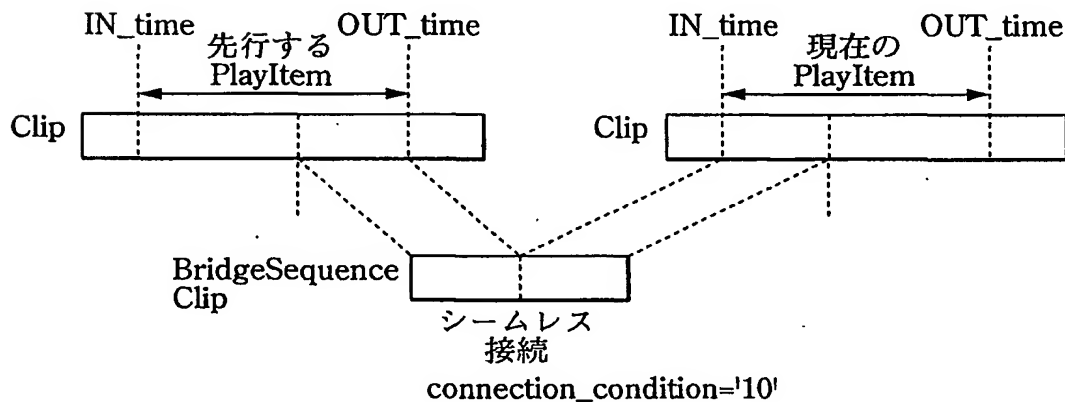 IN_time
OUT_time
先行する
PlayItem
Clip
IN_time
OUT_time
現在の
PlayItem
Clip
BridgeSequence
Clip
シームレス
接続
connection_condition='10'